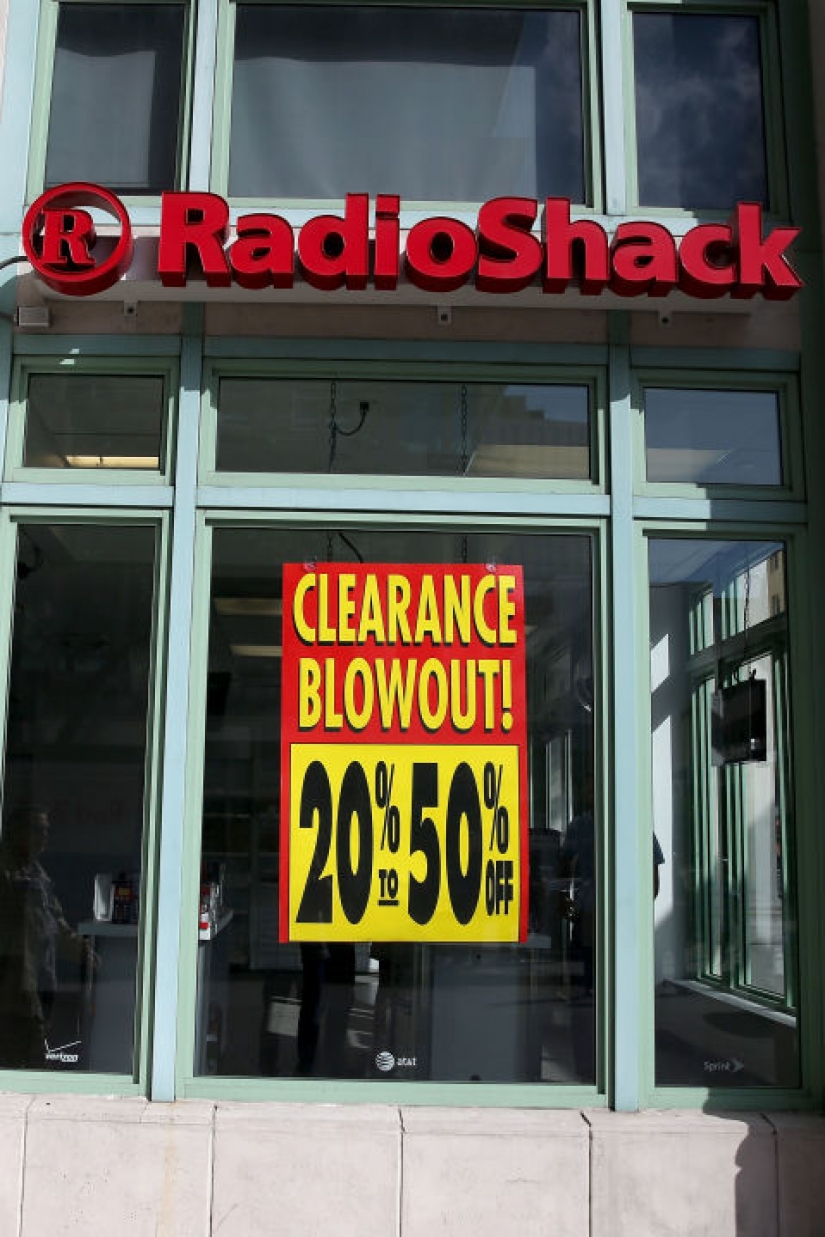 R RadioShack
CLEARANCE
BLOWOUT!
20% TO 50% OFF
verizon
at&t
Sprint